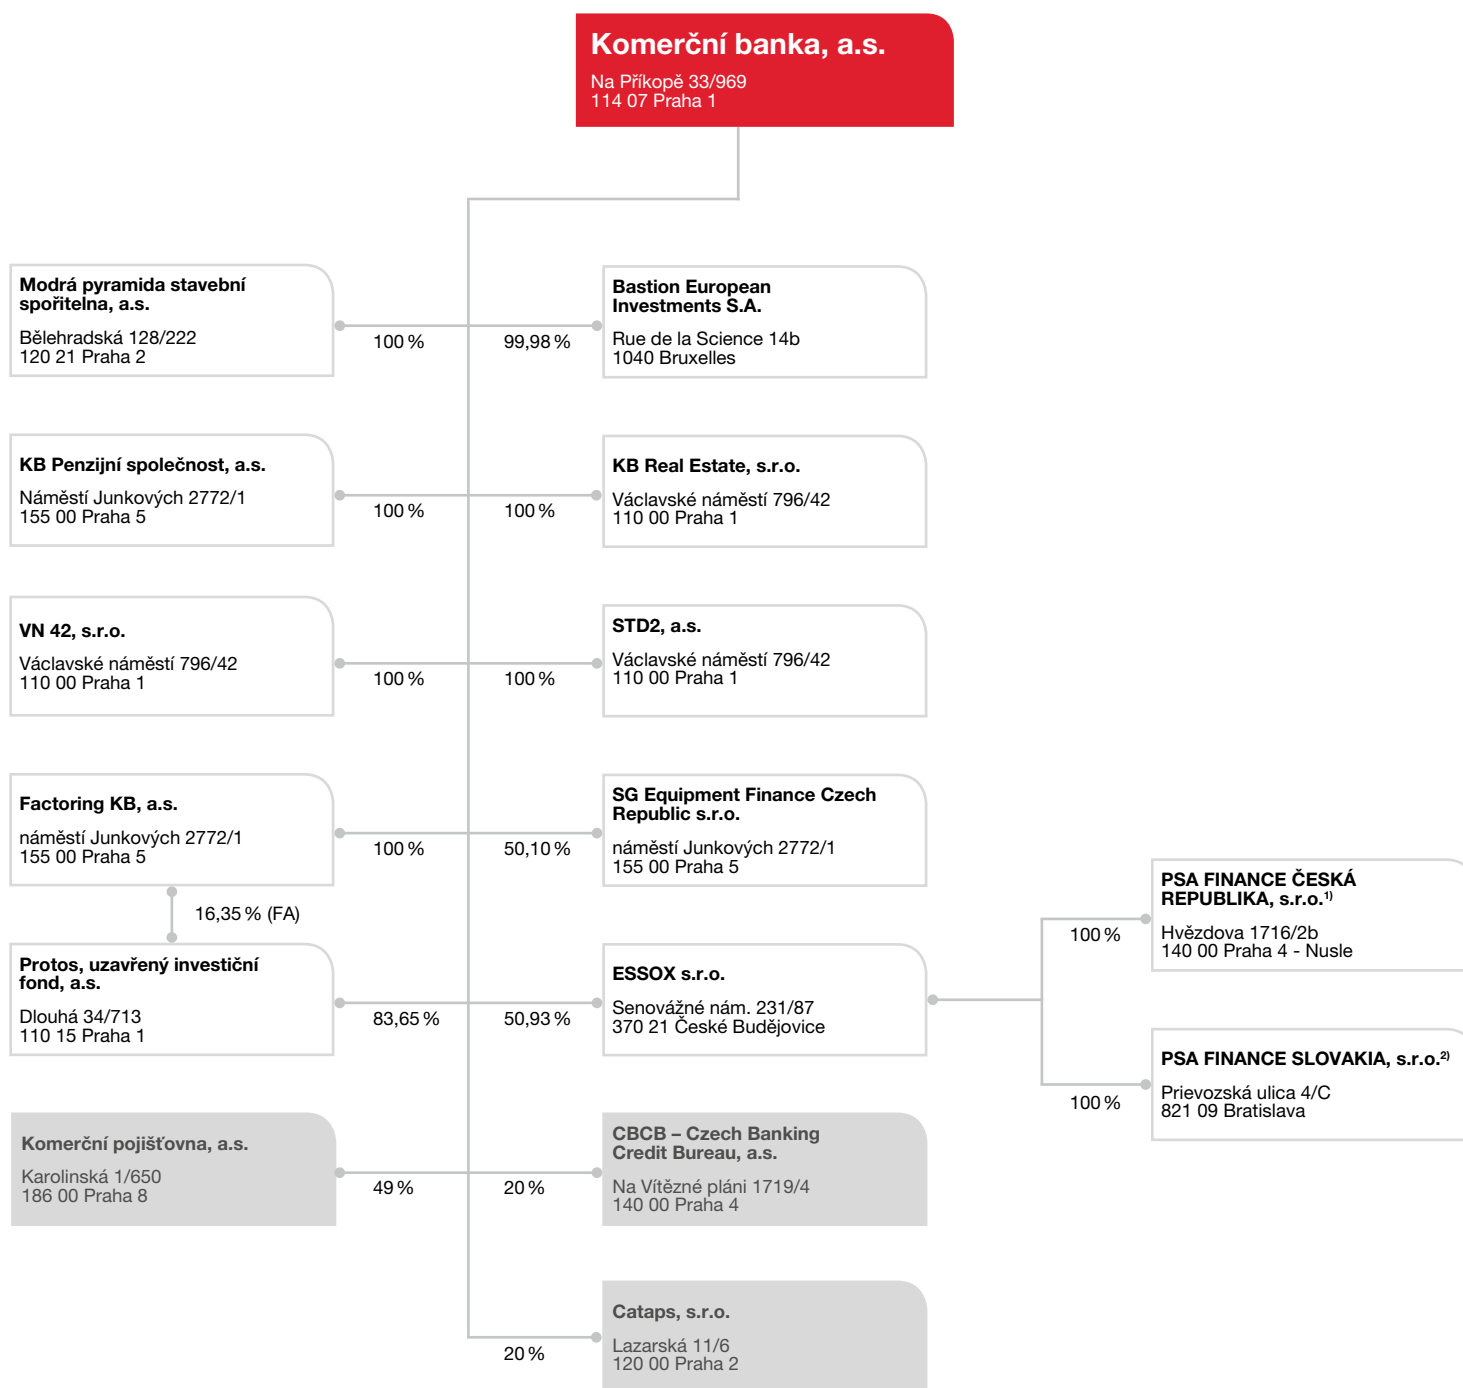 Komerční banka, a.s.
Na Příkopě 33/969
114 07 Praha 1
Modrá pyramida stavební
spořitelna, a.s.
Bělehradská 128/222
120 21 Praha 2
100 %
99,98 %
Bastion European
Investments S.A.
Rue de la Science 14b
1040 Bruxelles
KB Penzijní společnost, a.s.
Náměstí Junkových 2772/1
155 00 Praha 5
100 %
100 %
KB Real Estate, s.r.o.
Václavské náměstí 796/42
110 00 Praha 1
VN 42, s.r.o.
Václavské náměstí 796/42
110 00 Praha 1
100 %
100 %
STD2, a.s.
Václavské náměstí 796/42
110 00 Praha 1
Factoring KB, a.s.
náměstí Junkových 2772/1
155 00 Praha 5
100 %
50,10 %
SG Equipment Finance Czech
Republic s.r.o.
náměstí Junkových 2772/1
155 00 Praha 5
16,35 % (FA)
Protos, uzavřený investiční
fond, a.s.
Dlouhá 34/713
110 15 Praha 1
83,65 %
50,93 %
ESSOX s.r.o.
Senovážné nám. 231/87
370 21 České Budějovice
100 %
PSA FINANCE ČESKÁ
REPUBLIKA, s.r.o.¹⁾
Hvězdova 1716/2b
140 00 Praha 4 - Nusle
100 %
PSA FINANCE SLOVAKIA, s.r.o.²⁾
Prievozská ulica 4/C
821 09 Bratislava
Komerční pojišťovna, a.s.
Karolinská 1/650
186 00 Praha 8
49 %
20 %
CBCB – Czech Banking
Credit Bureau, a.s.
Na Vítězné pláni 1719/4
140 00 Praha 4
20 %
Cataps, s.r.o.
Lazarská 11/6
120 00 Praha 2